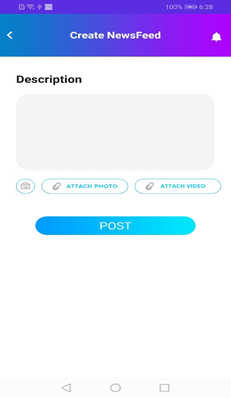 100% 6:28
Create NewsFeed
Description
ATTACH PHOTO ATTACH VIDEO
POST